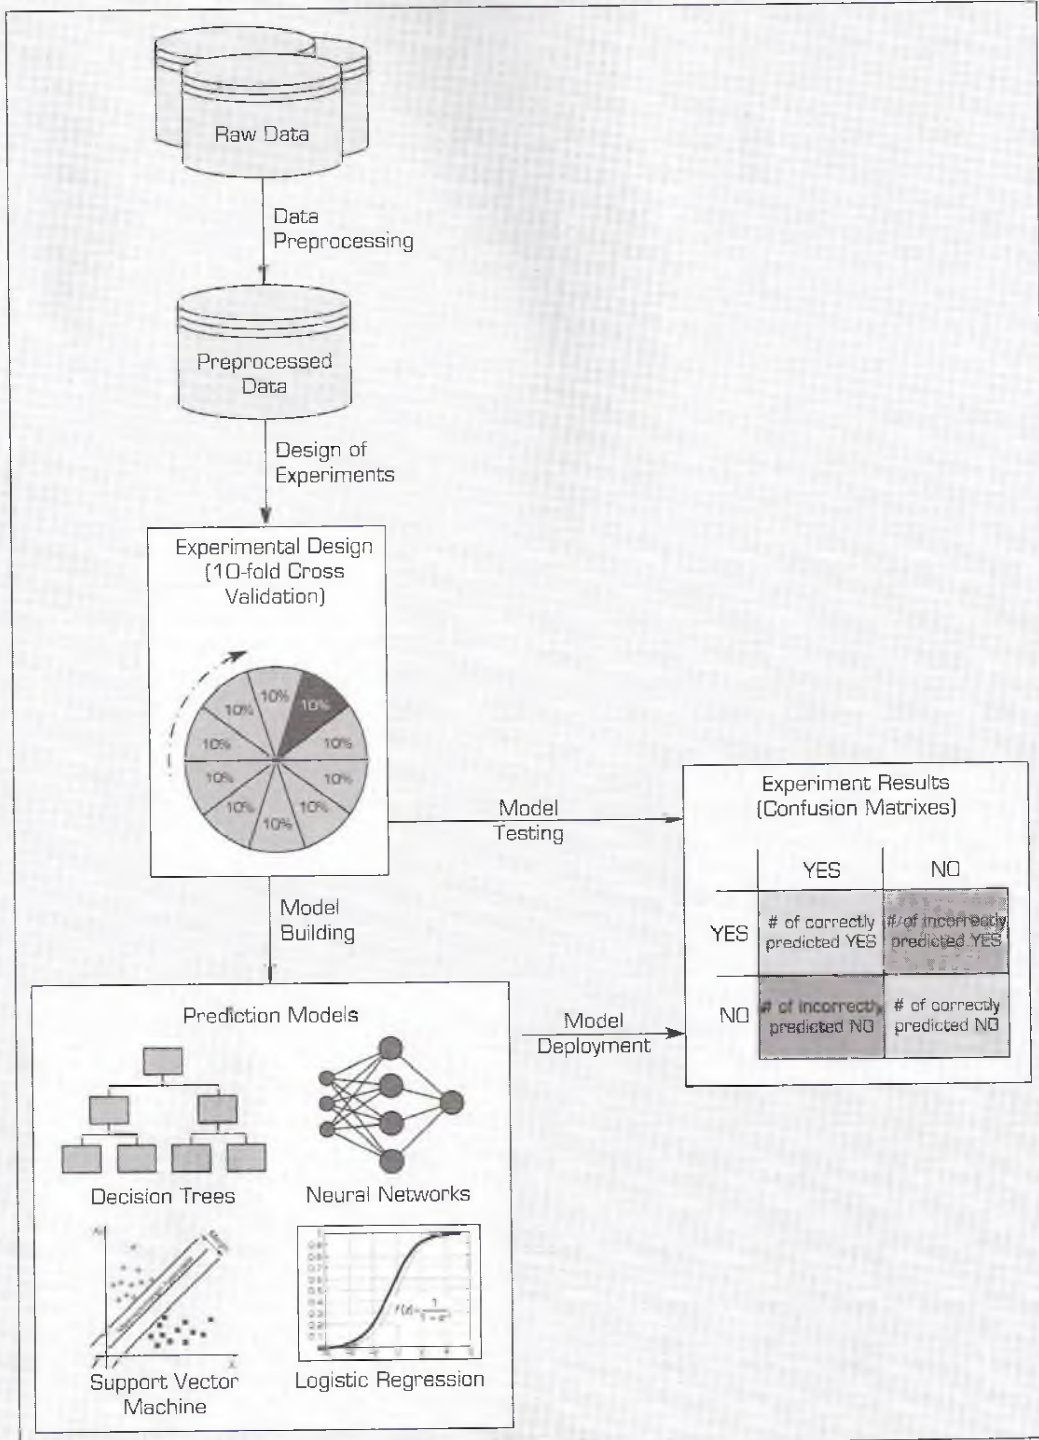 Raw Data
Data
Preprocessing
Preprocessed
Data
Design of
Experiments
Experimental Design
(10-fold Cross
Validation)
10%
10%
10%
10%
10%
10%
10%
10%
10%
10%
Model
Testing
Experiment Results
(Confusion Matrixes)
YES NO
YES
# of correctly
predicted YES
# of incorrectly
predicted YES
NO
# of incorrectly
predicted NO
# of correctly
predicted NO
Model
Building
Prediction Models
Model
Deployment
Decision Trees
Neural Networks
Support Vector
Machine
Logistic Regression